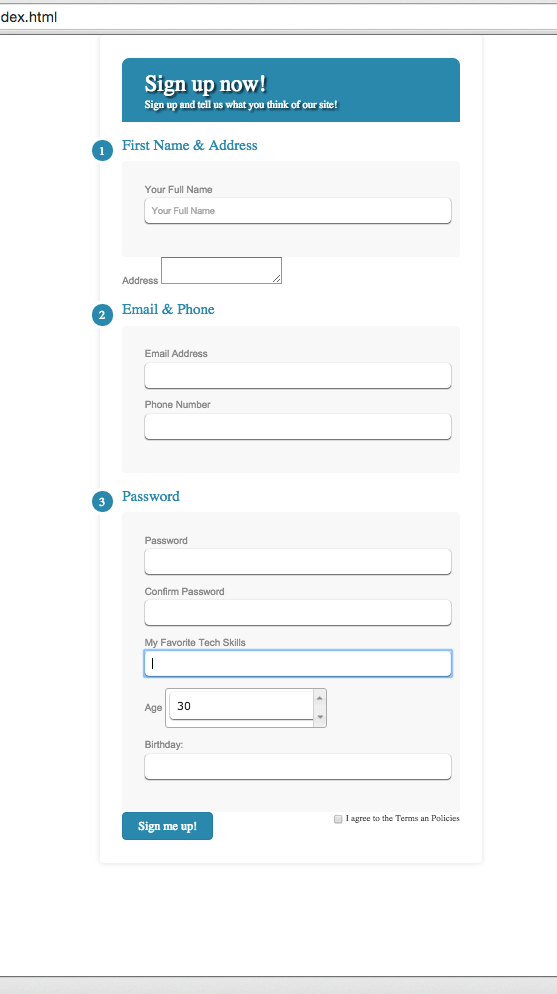 dex.html
Sign up now!
Sign up and tell us what you think of our site!
1 First Name & Address
Your Full Name
Your Full Name
Address
2 Email & Phone
Email Address
Phone Number
3 Password
Password
Confirm Password
My Favorite Tech Skills
Age 30
Birthday:
Sign me up! I agree to the Terms an Policies